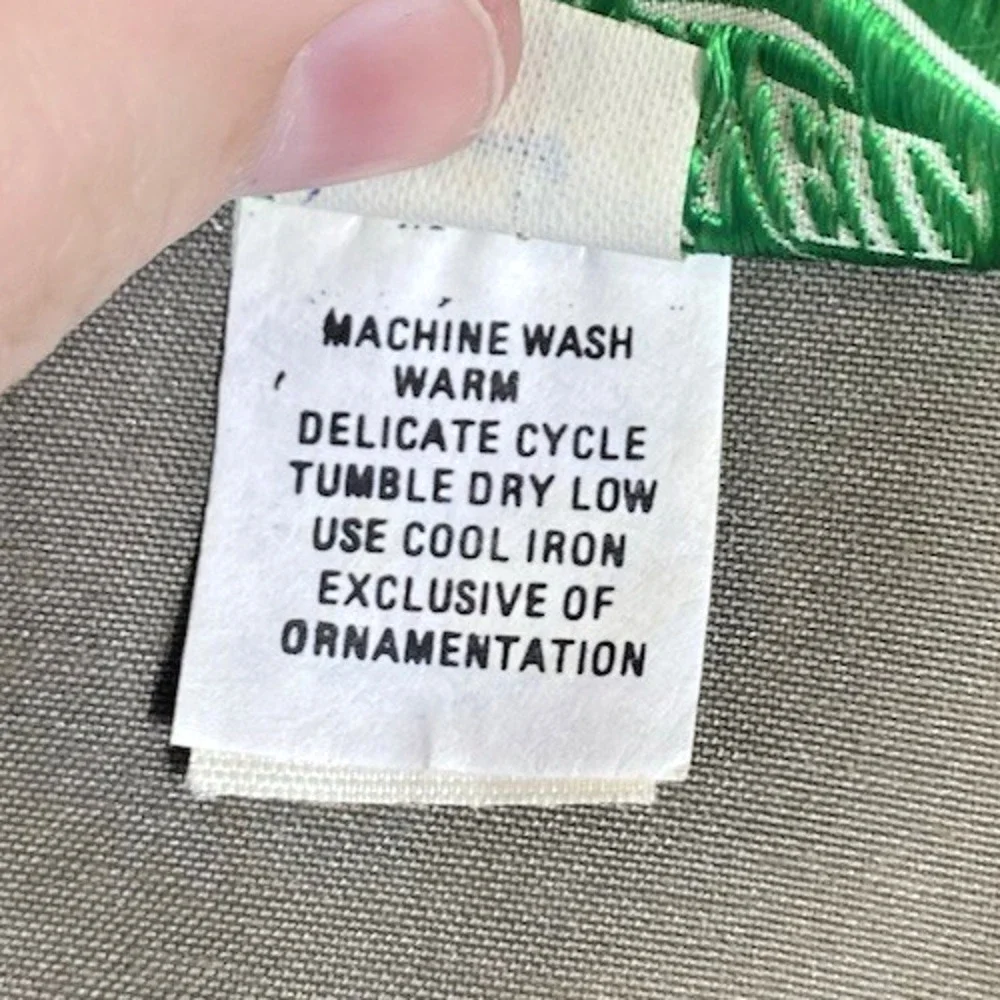 MACHINE WASH
WARM
DELICATE CYCLE
TUMBLE DRY LOW
USE COOL IRON
EXCLUSIVE OF
ORNAMENTATION